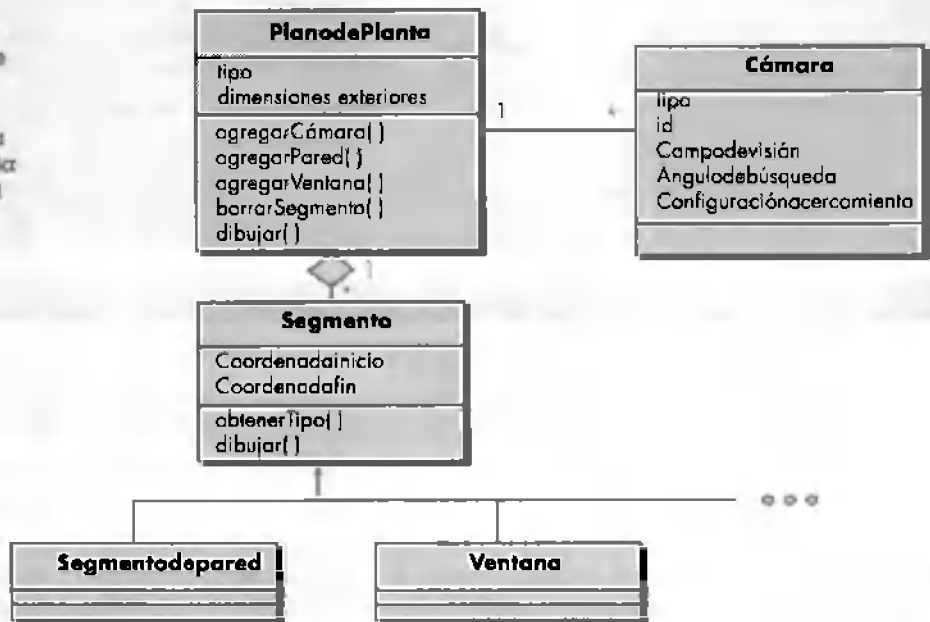 PlanodePlanta
tipo
dimensiones exteriores
agregarCámara( )
agregarPared( )
agregarVentana( )
borrarSegmento( )
dibujar( )
1
*
Cámara
tipo
id
Campodevisión
Angulodebúsqueda
Configuraciónacercamiento
1
*
Segmento
Coordenadainicio
Coordenadafin
obtenerTipo( )
dibujar( )
Segmentodepared
Ventana